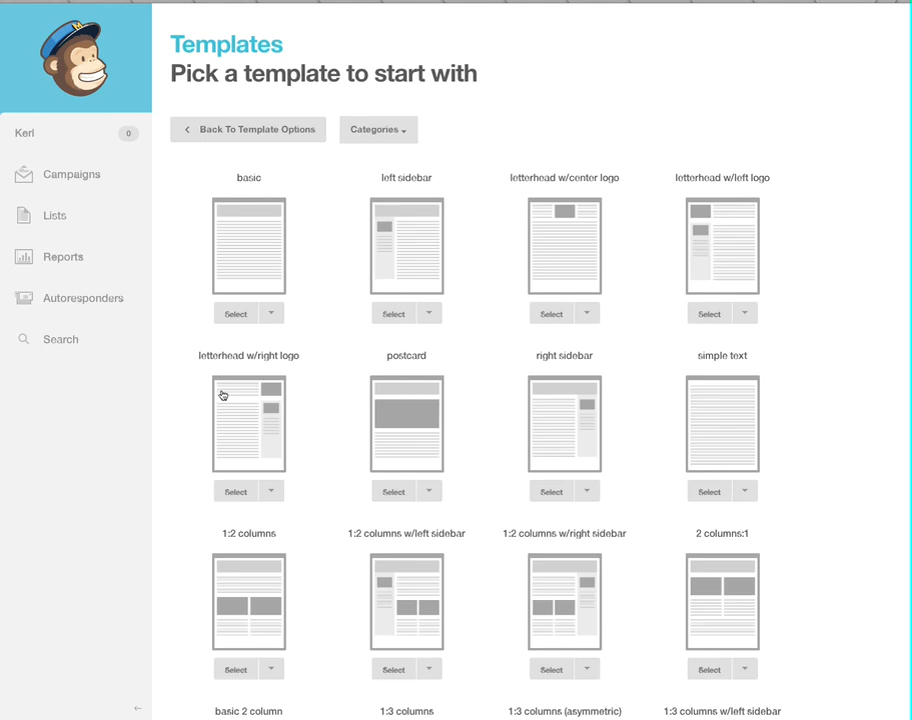 Templates
Pick a template to start with
Kerl 0
Campaigns
Lists
Reports
Autoresponders
Search
Back To Template Options Categories
basic left sidebar letterhead w/center logo letterhead w/left logo
Select Select Select Select
letterhead w/right logo postcard right sidebar simple text
Select Select Select Select
1:2 columns 1:2 columns w/left sidebar 1:2 columns w/right sidebar 2 columns:1
Select Select Select Select
basic 2 column 1:3 columns 1:3 columns (asymmetric) 1:3 columns w/left sidebar